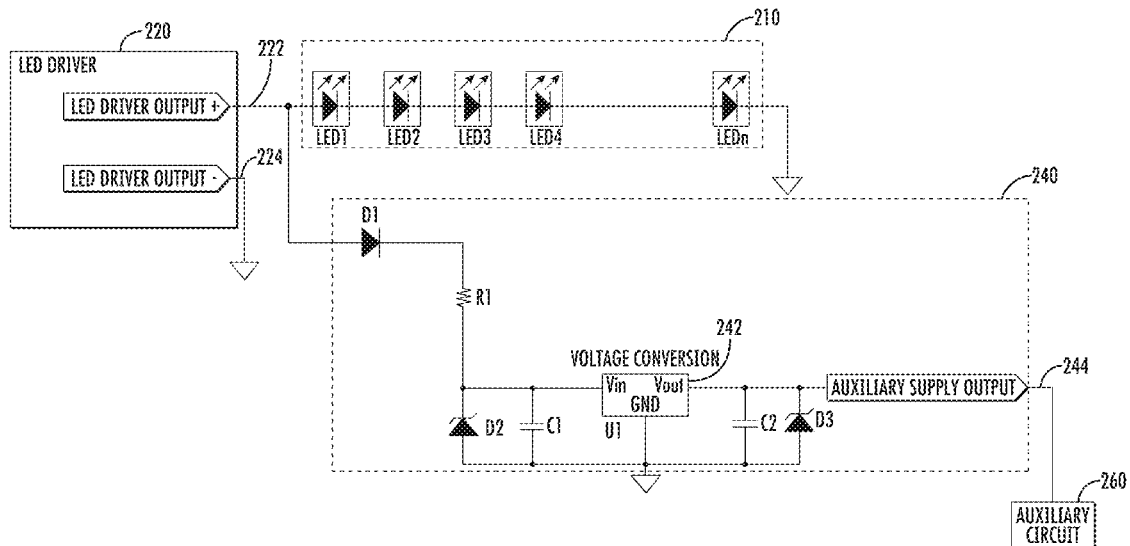 220
LED DRIVER
LED DRIVER OUTPUT +
LED DRIVER OUTPUT -
222
224
210
LED1
LED2
LED3
LED4
LEDn
240
D1
R1
VOLTAGE CONVERSION
242
Vin
Vout
GND
U1
D2
C1
C2
D3
AUXILIARY SUPPLY OUTPUT
244
260
AUXILIARY
CIRCUIT